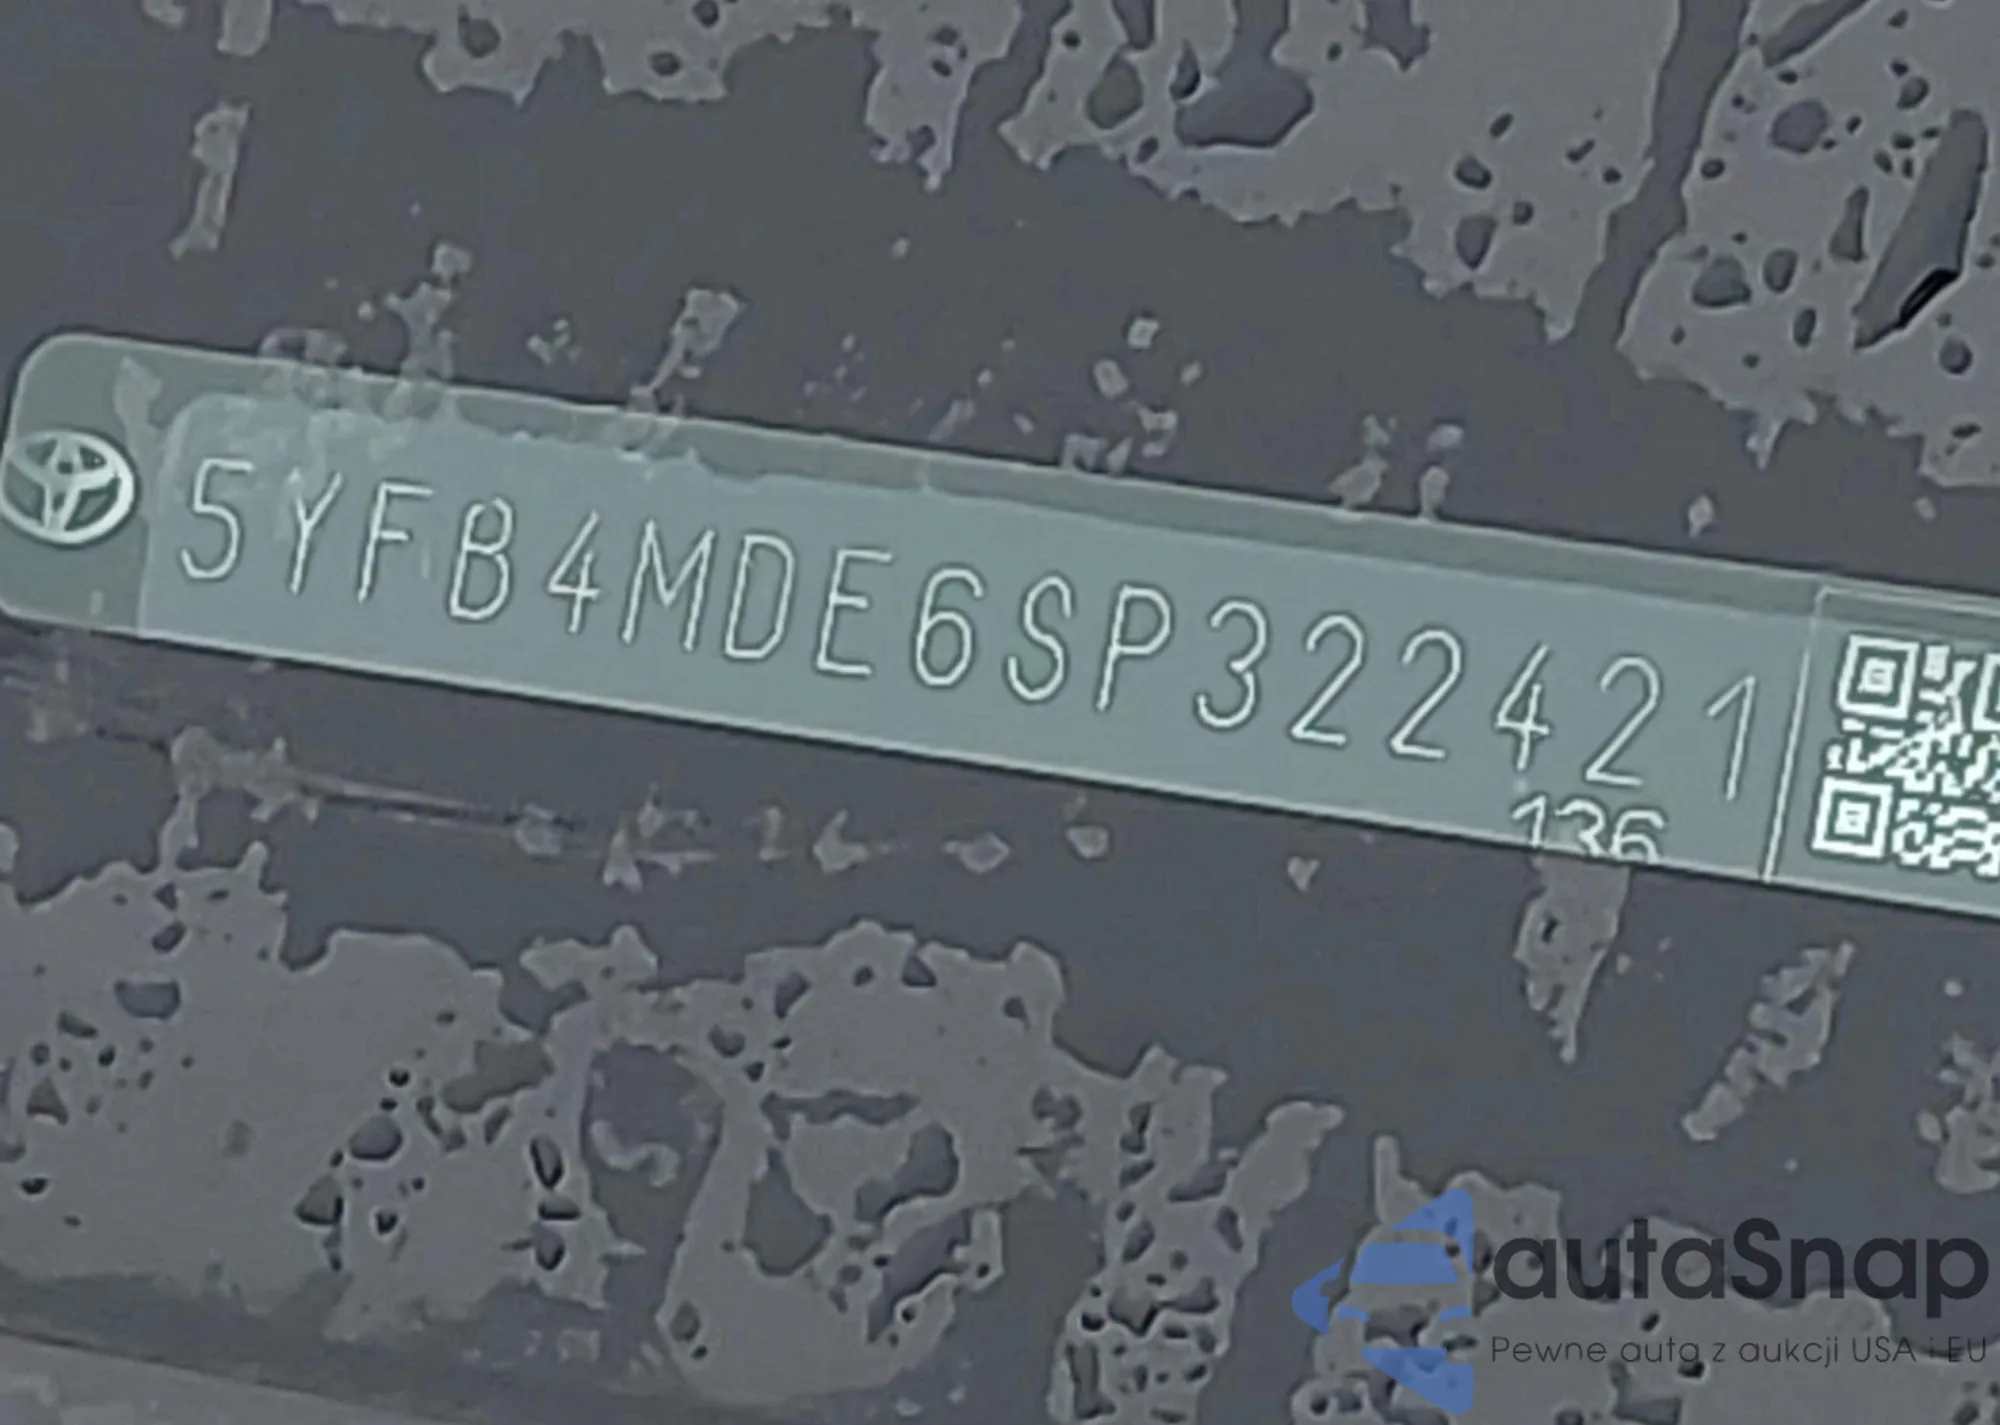 5YFB4MDE6SP322421
136
autaSnap
Pewne auta z aukcji USA i EU